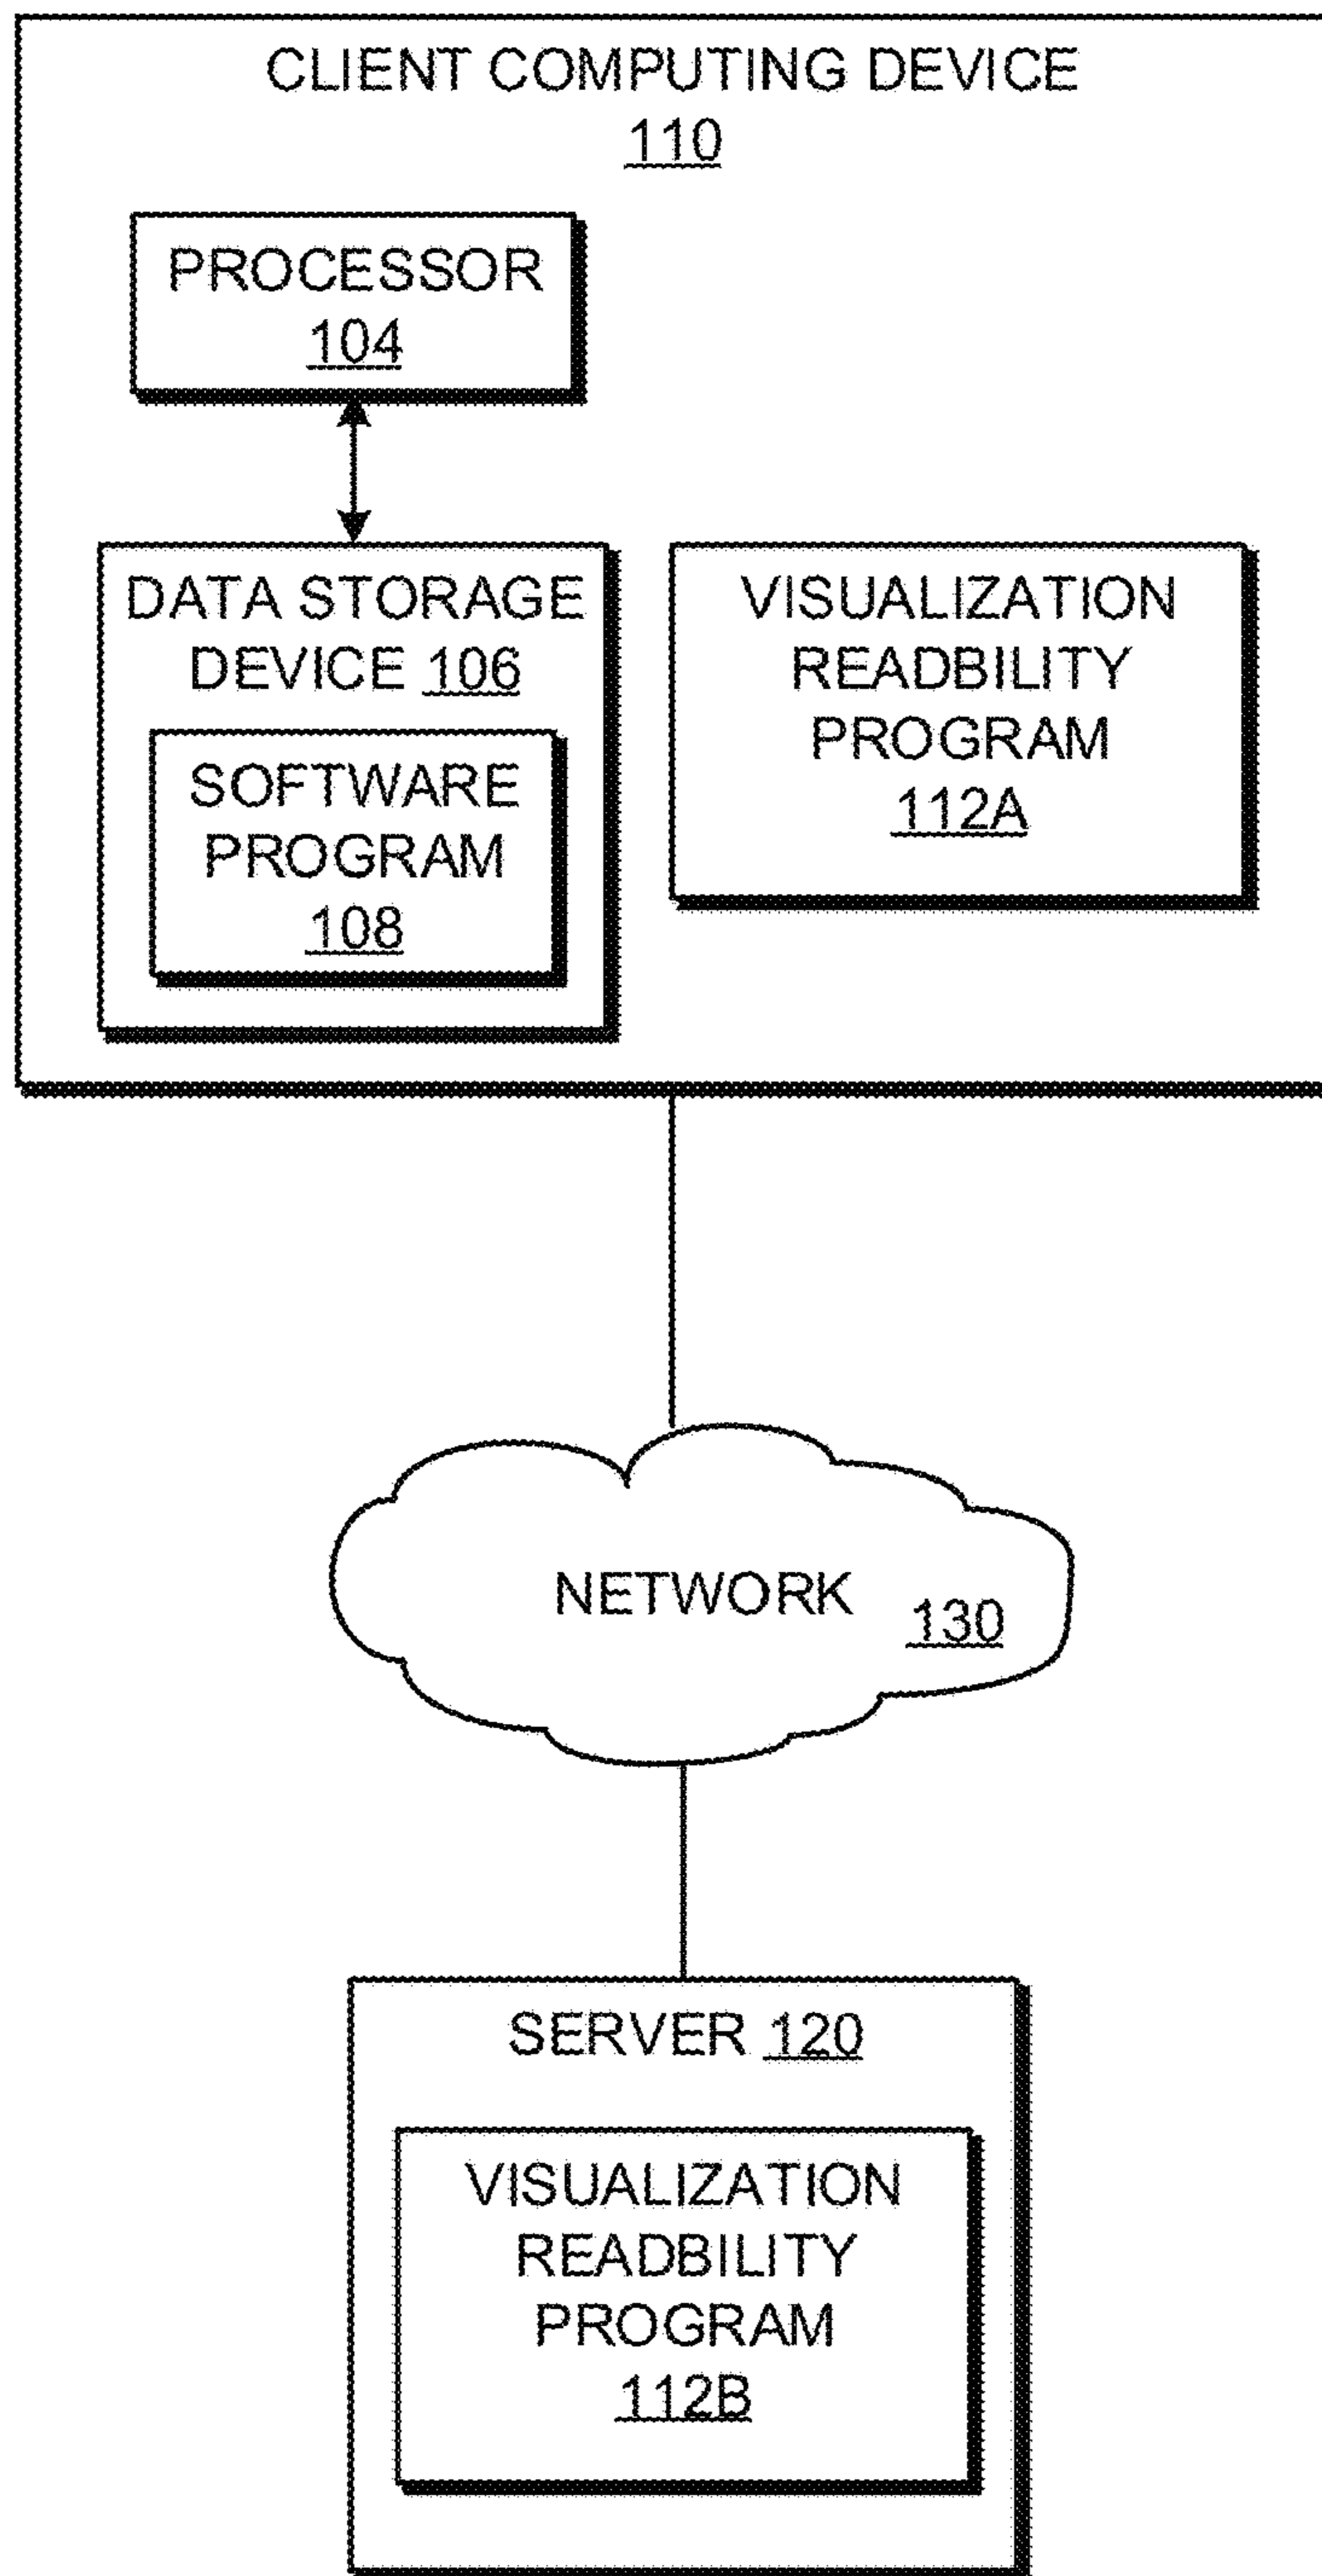 CLIENT COMPUTING DEVICE
110
PROCESSOR
104
DATA STORAGE
DEVICE 106
SOFTWARE
PROGRAM
108
VISUALIZATION
READBILITY
PROGRAM
112A
NETWORK 130
SERVER 120
VISUALIZATION
READBILITY
PROGRAM
112B